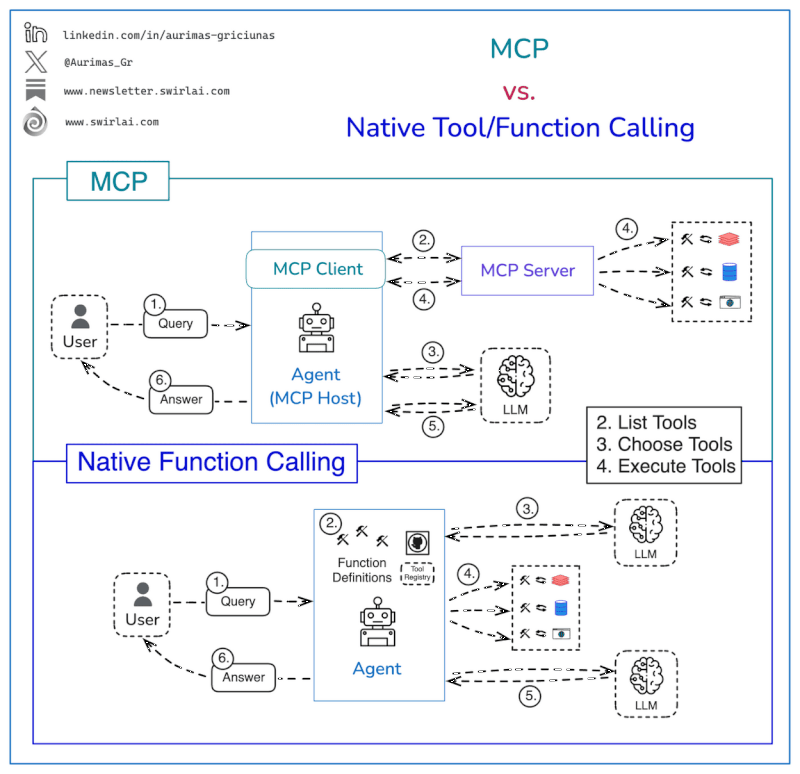 linkedin.com/in/aurimas-griciunas
@Aurimas_Gr
www.newsletter.swirlai.com
www.swirlai.com
MCP
vs.
Native Tool/Function Calling
MCP
MCP Client
2.
4.
MCP Server
4.
User
1.
Query
6.
Answer
Agent
(MCP Host)
3.
5.
LLM
2. List Tools
3. Choose Tools
4. Execute Tools
Native Function Calling
User
1.
Query
6.
Answer
2.
Function
Definitions
Tool
Registry
Agent
3.
LLM
4.
5.
LLM